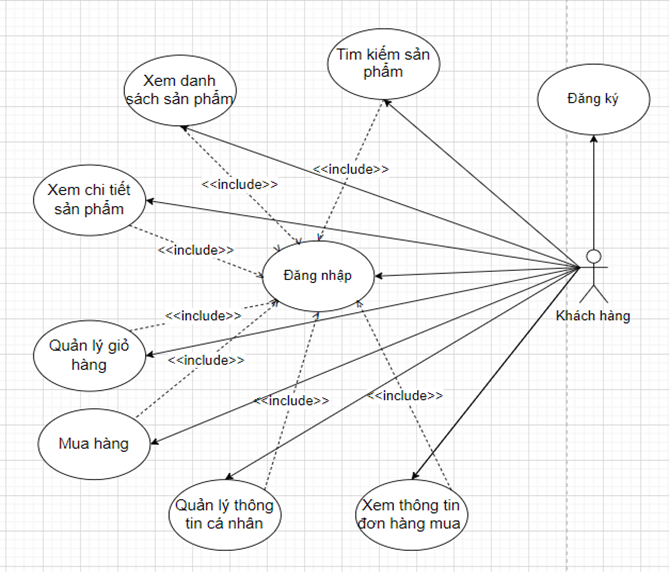 Tim kiếm sản
phẩm
Xem danh
sách sản phẩm
Đăng ký
<<include>>
<<include>>
Xem chi tiết
sản phẩm
<<include>>
Đăng nhập
Khách hàng
<<include>>
Quản lý giỏ
hàng
<<include>>
<<include>>
<<include>>
Mua hàng
Quản lý thông
tin cá nhân
Xem thông tin
đơn hàng mua